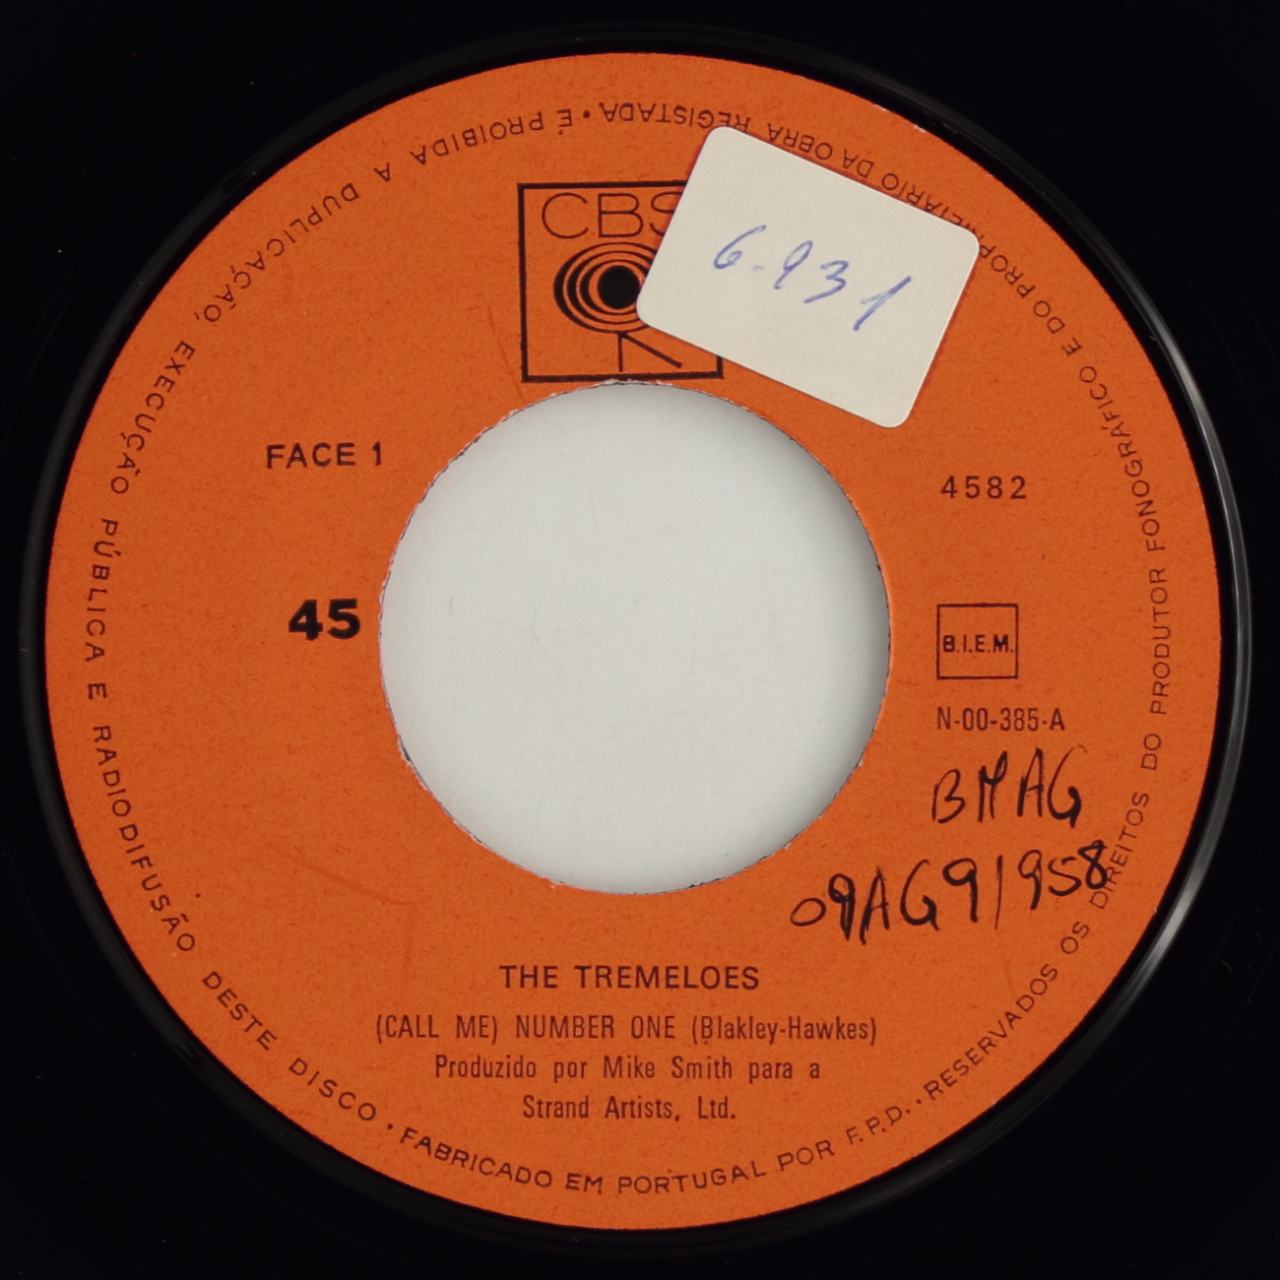 CBS
6.931
FACE 1
4582
45
B.I.E.M.
N-00-385-A
BMAG
09AG91958
THE TREMELOES
(CALL ME) NUMBER ONE (Blakley-Hawkes)
Produzido por Mike Smith para a
Strand Artists, Ltd.
FABRICADO EM PORTUGAL POR F.P.D. · RESERVADOS OS DIREITOS DO PRODUTOR FONOGRÁFICO E DO PROPRIETÁRIO DA OBRA REGISTADA · É PROIBIDA A DUPLICAÇÃO, EXECUÇÃO PÚBLICA E RADIODIFUSÃO DESTE DISCO ·